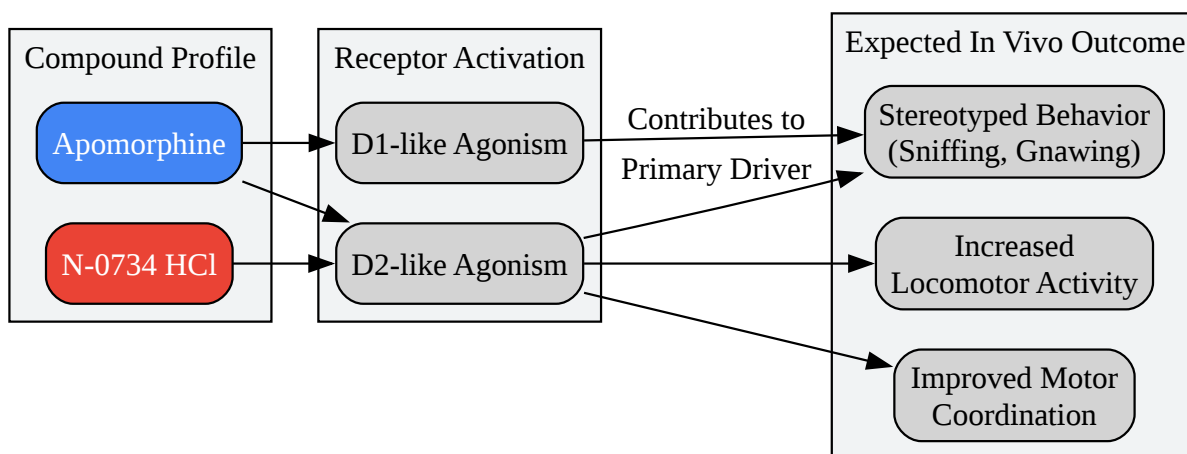 Compound Profile
Apomorphine
N-0734 HCl
Receptor Activation
D1-like Agonism
D2-like Agonism
Contributes to
Primary Driver
Expected In Vivo Outcome
Stereotyped Behavior
(Sniffing, Gnawing)
Increased
Locomotor Activity
Improved Motor
Coordination